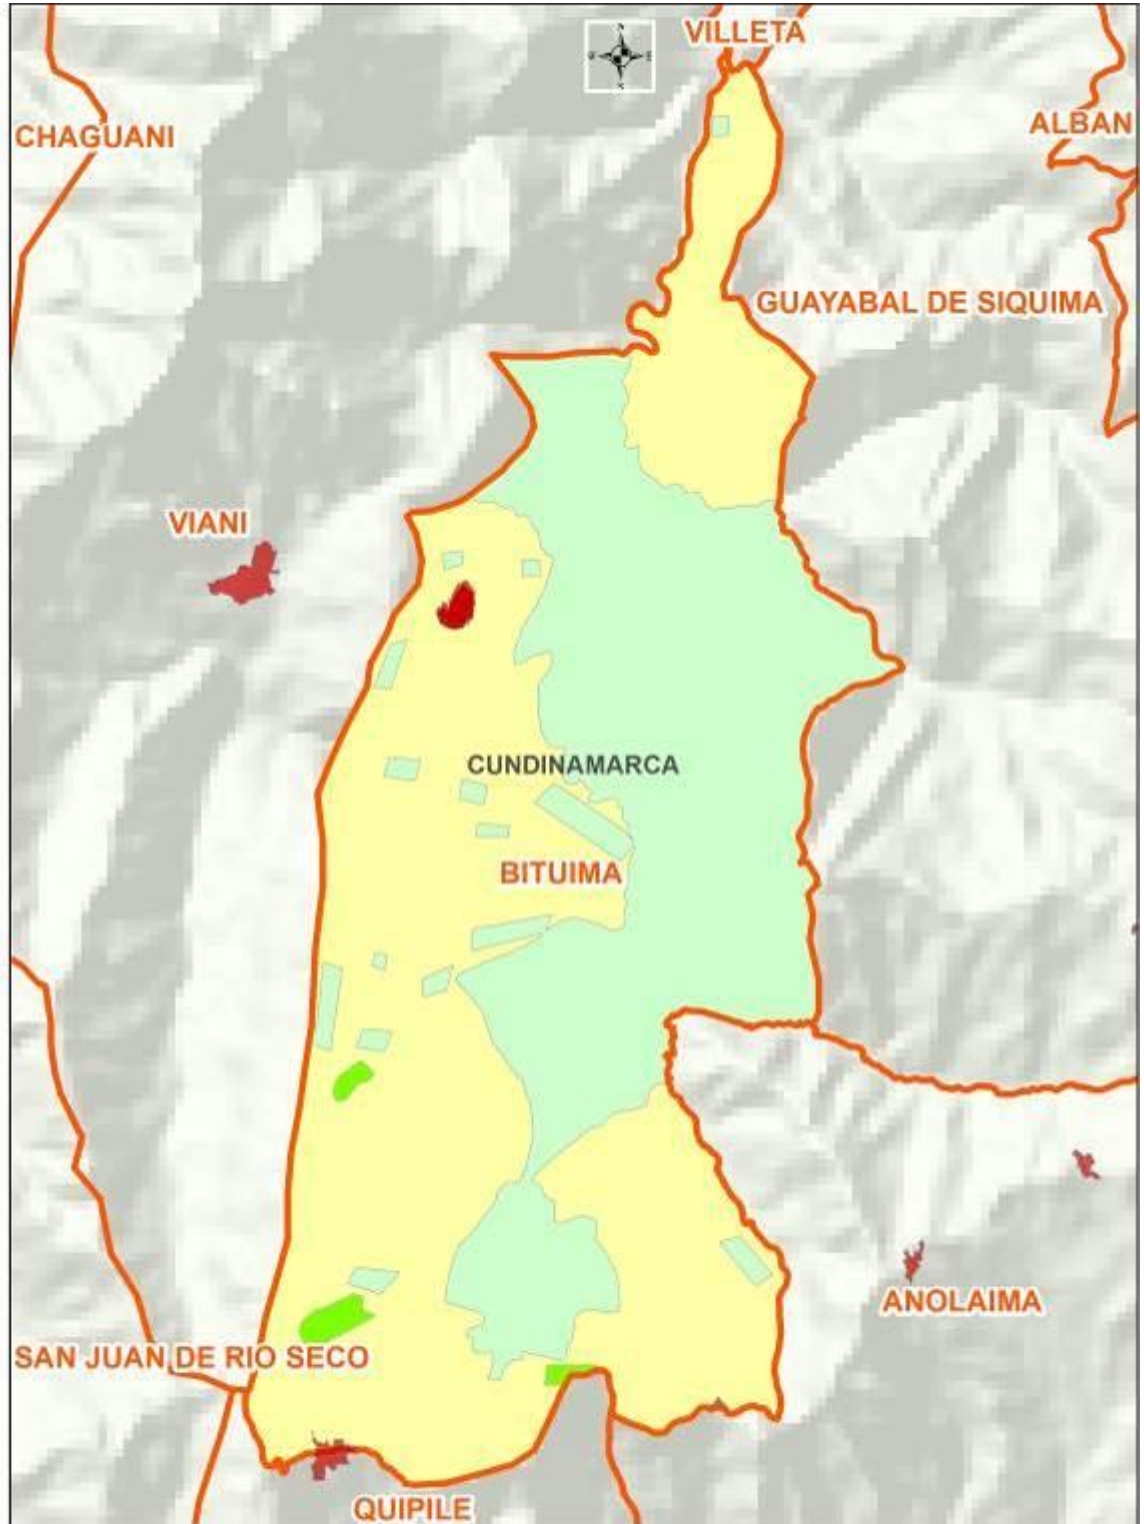 VILLETA
CHAGUANI
ALBAN
GUAYABAL DE SIQUIMA
VIANI
CUNDINAMARCA
BITUIMA
ANOLAIMA
SAN JUAN DE RIO SECO
QUIPILE